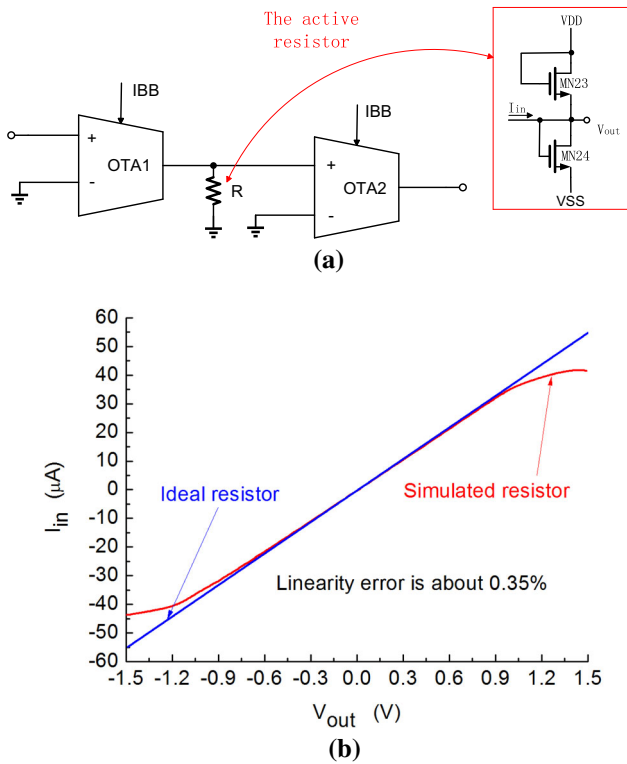 The active
resistor
VDD
MN23
Iin
Vout
MN24
VSS
IBB
IBB
+
OTA1
-
R
+
OTA2
-
(a)
60
50
40
30
20
10
0
-10
-20
-30
-40
-50
-60
Iin (μA)
Ideal resistor
Simulated resistor
Linearity error is about 0.35%
-1.5 -1.2 -0.9 -0.6 -0.3 0.0 0.3 0.6 0.9 1.2 1.5
Vout (V)
(b)